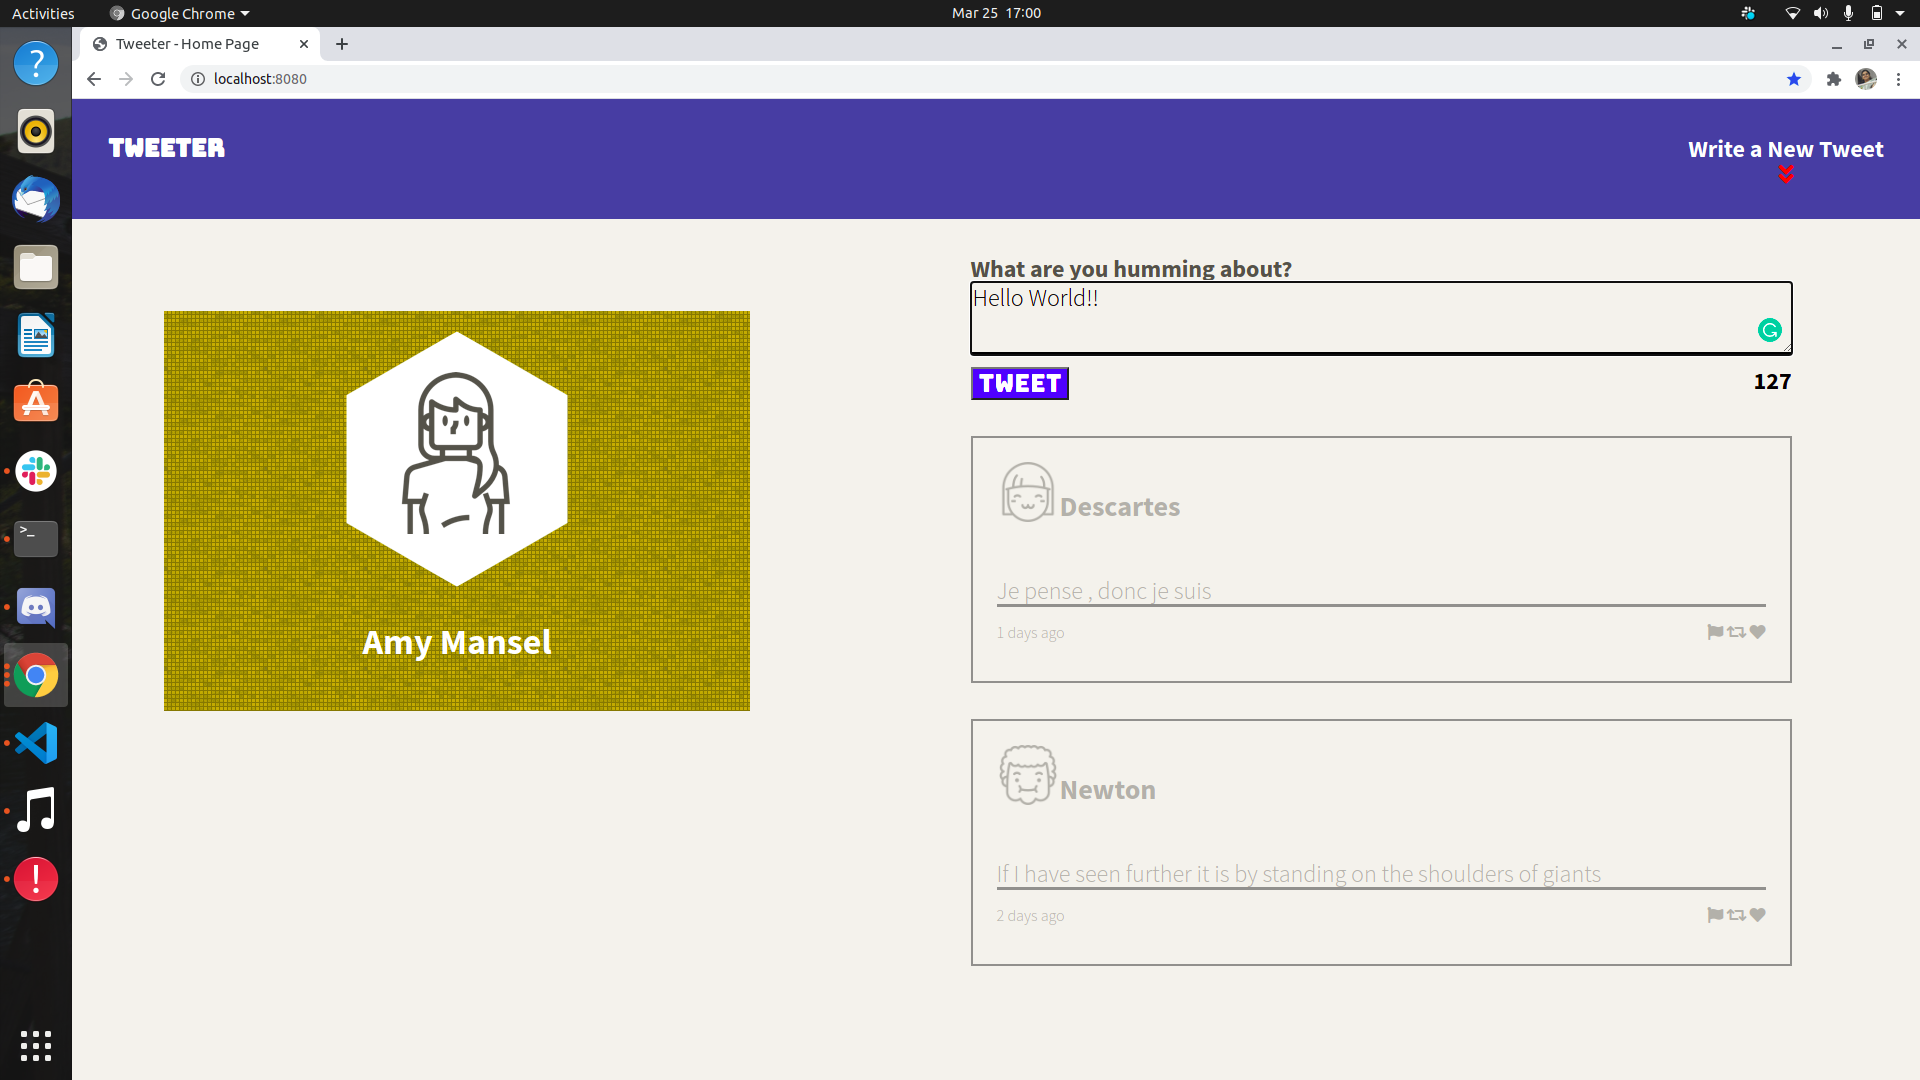 Activities
Google Chrome
Mar 25 17:00
Tweeter - Home Page
localhost:8080
TWEETER
Write a New Tweet
What are you humming about?
Hello World!!
TWEET
127
Amy Mansel
Descartes
Je pense , donc je suis
1 days ago
Newton
If I have seen further it is by standing on the shoulders of giants
2 days ago